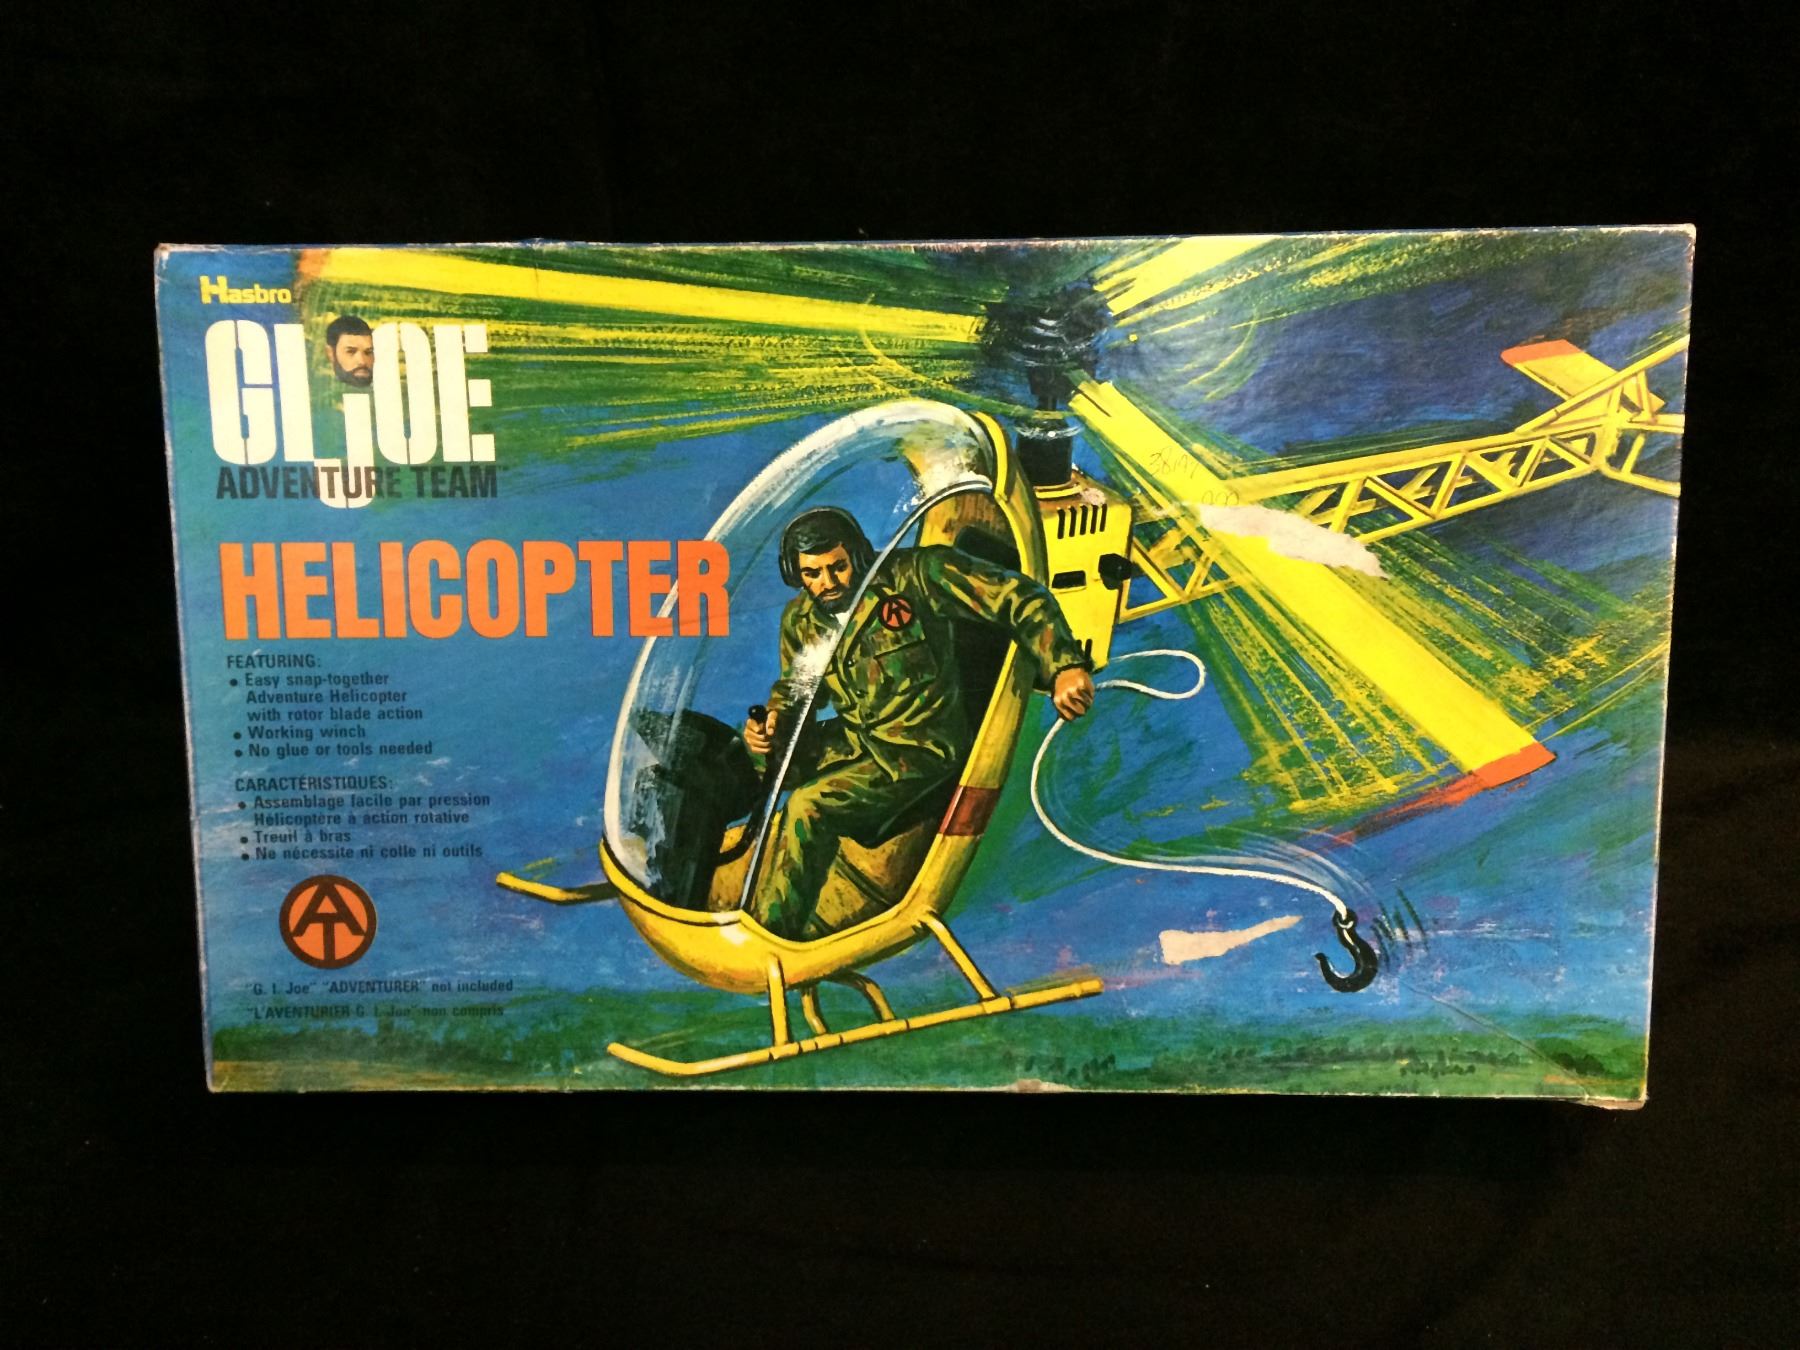 Hasbro
GI JOE
ADVENTURE TEAM™
HELICOPTER
FEATURING:
• Easy snap-together
Adventure Helicopter
with rotor blade action
• Working winch
• No glue or tools needed
CARACTÉRISTIQUES:
• Assemblage facile par pression
Hélicoptère à action rotative
• Treuil à bras
• Ne nécessite ni colle ni outils
AT
"G. I. Joe" "ADVENTURER" not included
"L'AVENTURIER G. I. Joe" non compris
AT